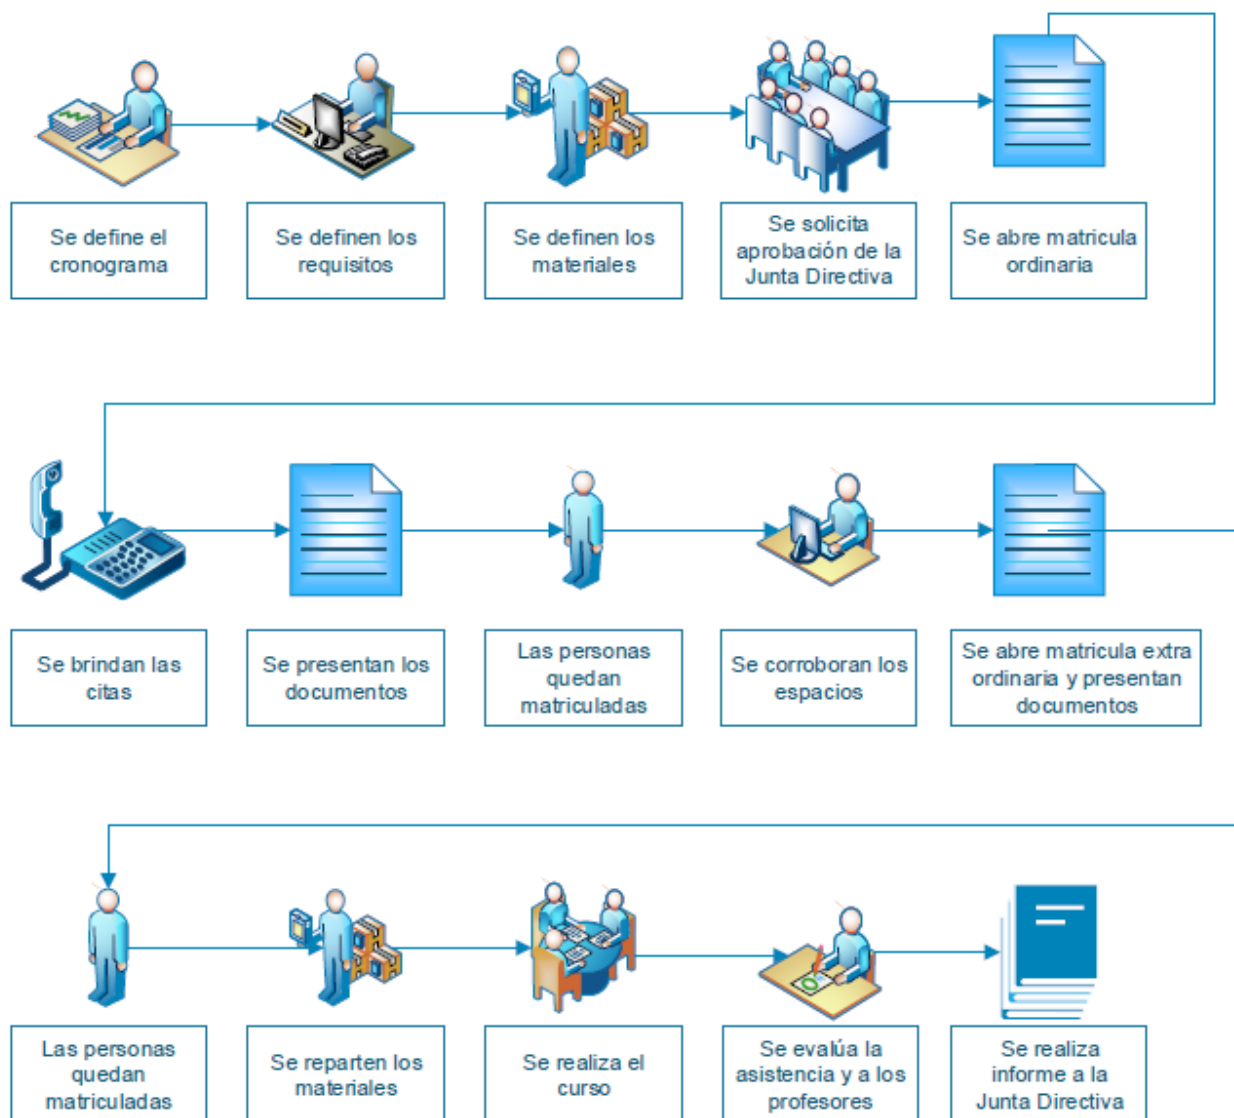 Se define el
cronograma
Se definen los
requisitos
Se definen los
materiales
Se solicita
aprobación de la
Junta Directiva
Se abre matricula
ordinaria
Se brindan las
citas
Se presentan los
documentos
Las personas
quedan
matriculadas
Se corroboran los
espacios
Se abre matricula extra
ordinaria y presentan
documentos
Las personas
quedan
matriculadas
Se reparten los
materiales
Se realiza el
curso
Se evalúa la
asistencia y a los
profesores
Se realiza
informe a la
Junta Directiva